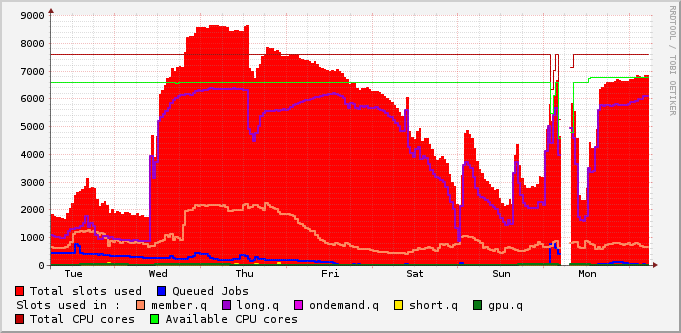 9000
8000
7000
6000
5000
4000
3000
2000
1000
0
Tue Wed Thu Fri Sat Sun Mon
RRDTOOL / TOBI OETIKER
Total slots used Queued Jobs
Slots used in : member.q long.q ondemand.q short.q gpu.q
Total CPU cores Available CPU cores